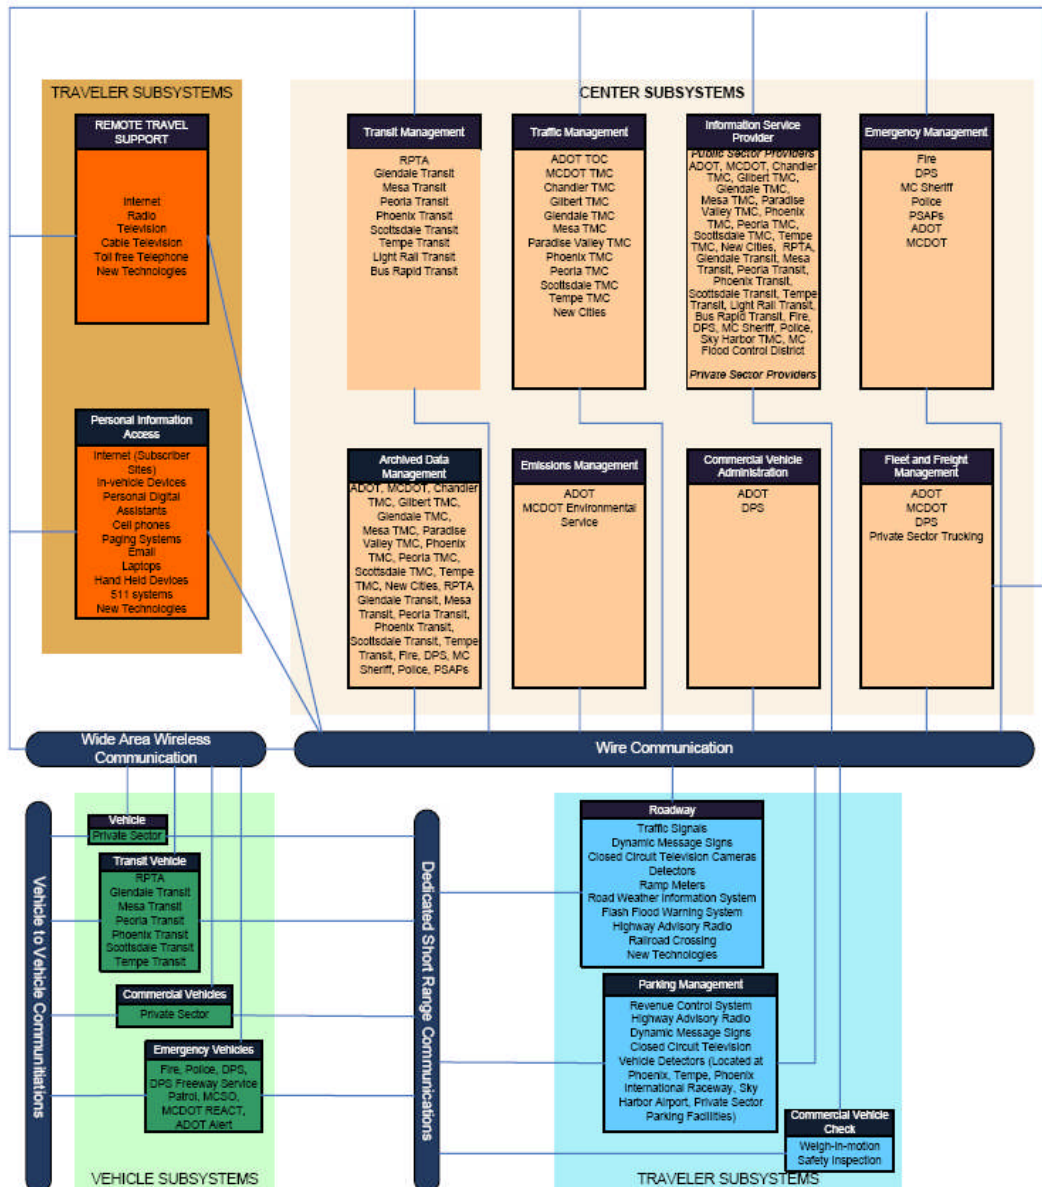 TRAVELER SUBSYSTEMS
REMOTE TRAVEL
SUPPORT
Internet
Radio
Television
Cable Television
Toll free Telephone
New Technologies
Personal Information
Access
Internet (Subscriber
Sites)
In-vehicle Devices
Personal Digital
Assistants
Cell phones
Paging Systems
Email
Laptops
Hand Held Devices
511 systems
New Technologies
CENTER SUBSYSTEMS
Transit Management
RPTA
Glendale Transit
Mesa Transit
Peoria Transit
Phoenix Transit
Scottsdale Transit
Tempe Transit
Light Rail Transit
Bus Rapid Transit
Traffic Management
ADOT TOC
MCDOT TMC
Chandler TMC
Gilbert TMC
Glendale TMC
Mesa TMC
Paradise Valley TMC
Phoenix TMC
Peoria TMC
Scottsdale TMC
Tempe TMC
New Cities
Information Service
Provider
Public Sector Providers
ADOT, MCDOT, Chandler
TMC, Gilbert TMC,
Glendale TMC,
Mesa TMC, Paradise
Valley TMC, Phoenix
TMC, Peoria TMC,
Scottsdale TMC, Tempe
TMC, New Cities, RPTA,
Glendale Transit, Mesa
Transit, Peoria Transit,
Phoenix Transit,
Scottsdale Transit, Tempe
Transit, Light Rail Transit,
Bus Rapid Transit, Fire,
DPS, MC Sheriff, Police,
Sky Harbor TMC, MC
Flood Control District
Private Sector Providers
Emergency Management
Fire
DPS
MC Sheriff
Police
PSAPs
ADOT
MCDOT
Archived Data
Management
ADOT, MCDOT, Chandler
TMC, Gilbert TMC,
Glendale TMC,
Mesa TMC, Paradise
Valley TMC, Phoenix
TMC, Peoria TMC,
Scottsdale TMC, Tempe
TMC, New Cities, RPTA
Glendale Transit, Mesa
Transit, Peoria Transit,
Phoenix Transit,
Scottsdale Transit, Tempe
Transit, Fire, DPS, MC
Sheriff, Police, PSAPs
Emissions Management
ADOT
MCDOT Environmental
Service
Commercial Vehicle
Administration
ADOT
DPS
Fleet and Freight
Management
ADOT
MCDOT
DPS
Private Sector Trucking
Wide Area Wireless
Communication
Wire Communication
Vehicle to Vehicle Communitiations
Vehicle
Private Sector
Transit Vehicle
RPTA
Glendale Transit
Mesa Transit
Peoria Transit
Phoenix Transit
Scottsdale Transit
Tempe Transit
Commercial Vehicles
Private Sector
Emergency Vehicles
Fire, Police, DPS,
DPS Freeway Service
Patrol, MCSO,
MCDOT REACT,
ADOT Alert
VEHICLE SUBSYSTEMS
Dedicated Short Range Communications
Roadway
Traffic Signals
Dynamic Message Signs
Closed Circuit Television Cameras
Detectors
Ramp Meters
Road Weather Information System
Flash Flood Warning System
Highway Advisory Radio
Railroad Crossing
New Technologies
Parking Management
Revenue Control System
Highway Advisory Radio
Dynamic Message Signs
Closed Circuit Television
Vehicle Detectors (Located at
Phoenix, Tempe, Phoenix
International Raceway, Sky
Harbor Airport, Private Sector
Parking Facilities)
Commercial Vehicle
Check
Weigh-in-motion
Safety Inspection
TRAVELER SUBSYSTEMS